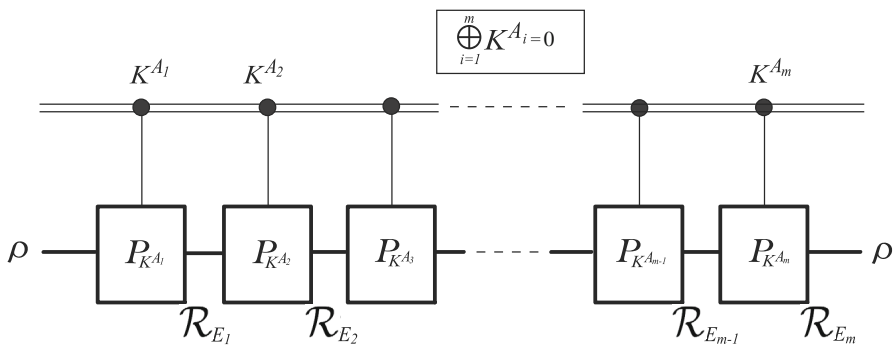 ⊕_{i=1}^{m} K^{A_i}=0
K^{A_1} K^{A_2} K^{A_m}
ρ P_{K^{A_1}} P_{K^{A_2}} P_{K^{A_3}} P_{K^{A_{m-1}}} P_{K^{A_m}} ρ
ℛ_{E_1} ℛ_{E_2} ℛ_{E_{m-1}} ℛ_{E_m}